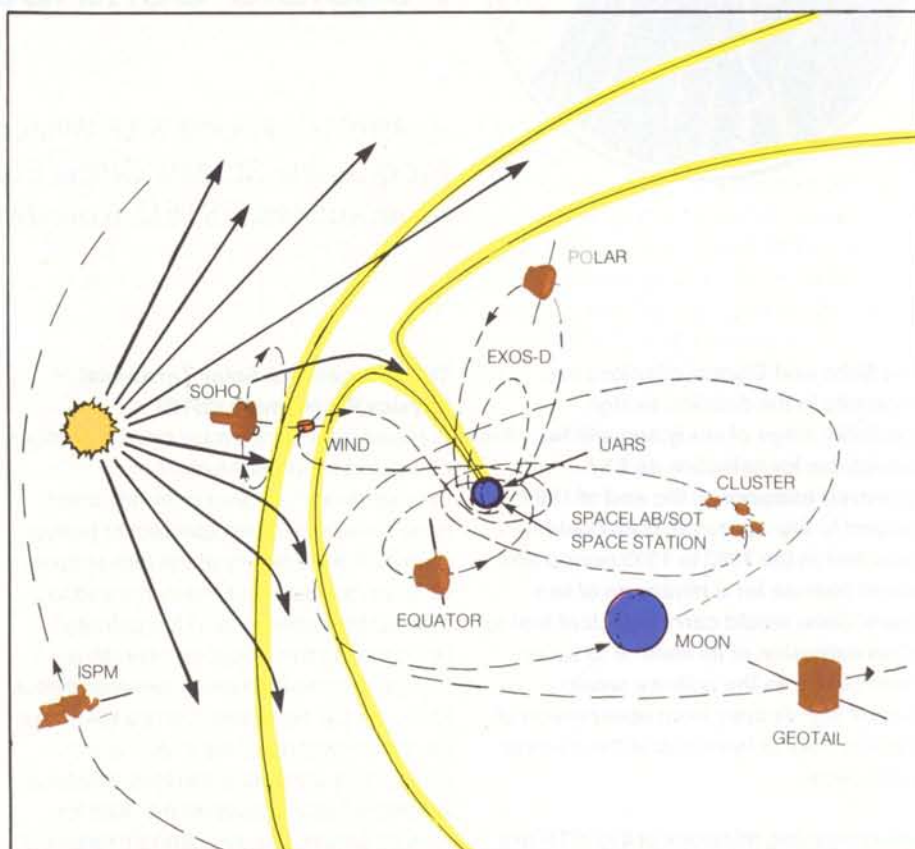 POLAR
EXOS-D
SOHO
WIND
UARS
CLUSTER
SPACELAB/SOT
SPACE STATION
EQUATOR
MOON
ISPM
GEOTAIL